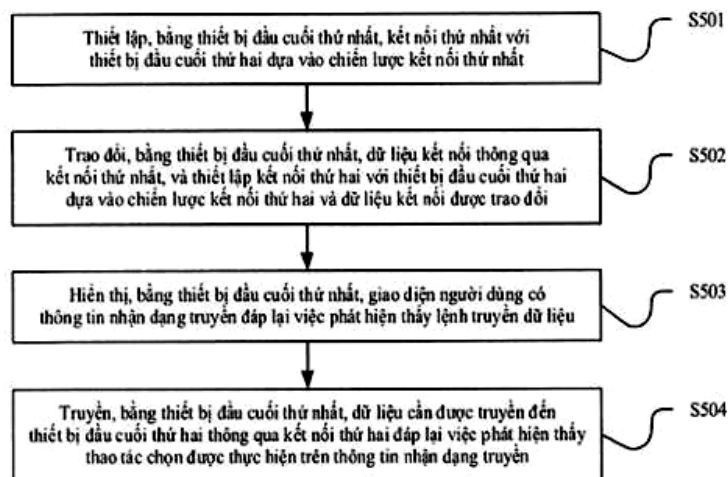 S501
Thiết lập, bằng thiết bị đầu cuối thứ nhất, kết nối thứ nhất với
thiết bị đầu cuối thứ hai dựa vào chiến lược kết nối thứ nhất
S502
Trao đổi, bằng thiết bị đầu cuối thứ nhất, dữ liệu kết nối thông qua
kết nối thứ nhất, và thiết lập kết nối thứ hai với thiết bị đầu cuối thứ hai
dựa vào chiến lược kết nối thứ hai và dữ liệu kết nối được trao đổi
S503
Hiển thị, bằng thiết bị đầu cuối thứ nhất, giao diện người dùng có
thông tin nhận dạng truyền đáp lại việc phát hiện thấy lệnh truyền dữ liệu
S504
Truyền, bằng thiết bị đầu cuối thứ nhất, dữ liệu cần được truyền đến
thiết bị đầu cuối thứ hai thông qua kết nối thứ hai đáp lại việc phát hiện thấy
thao tác chọn được thực hiện trên thông tin nhận dạng truyền